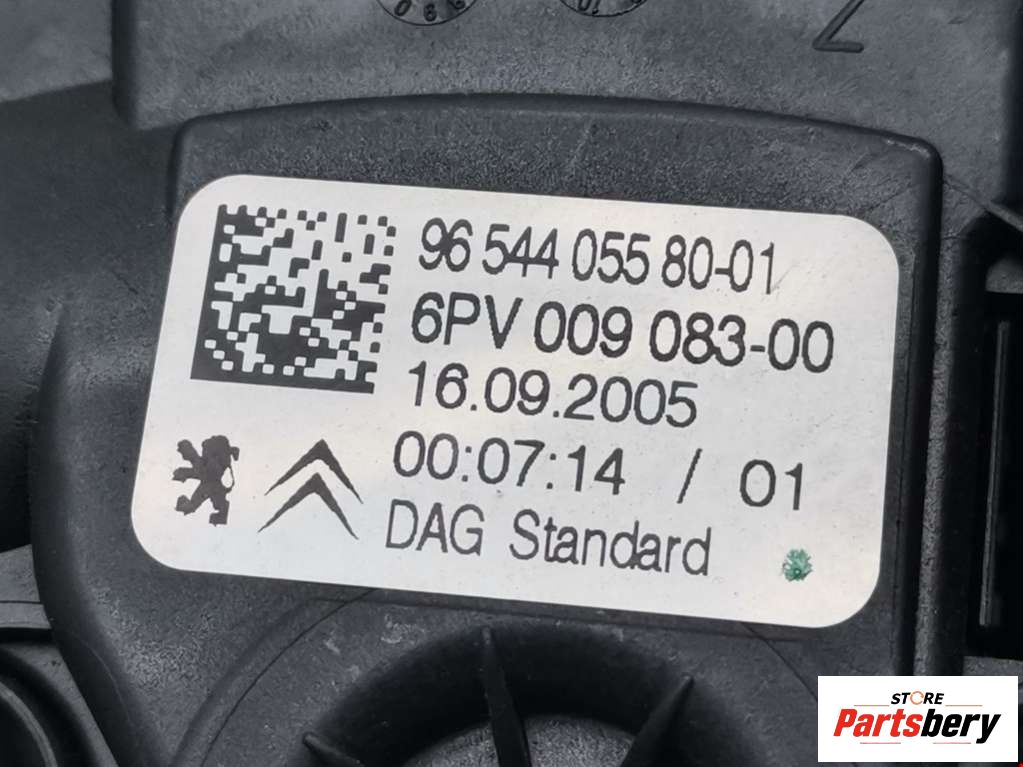 96 544 055 80-01
6PV 009 083-00
16.09.2005
00:07:14 / 01
DAG Standard
STORE
Partsbery